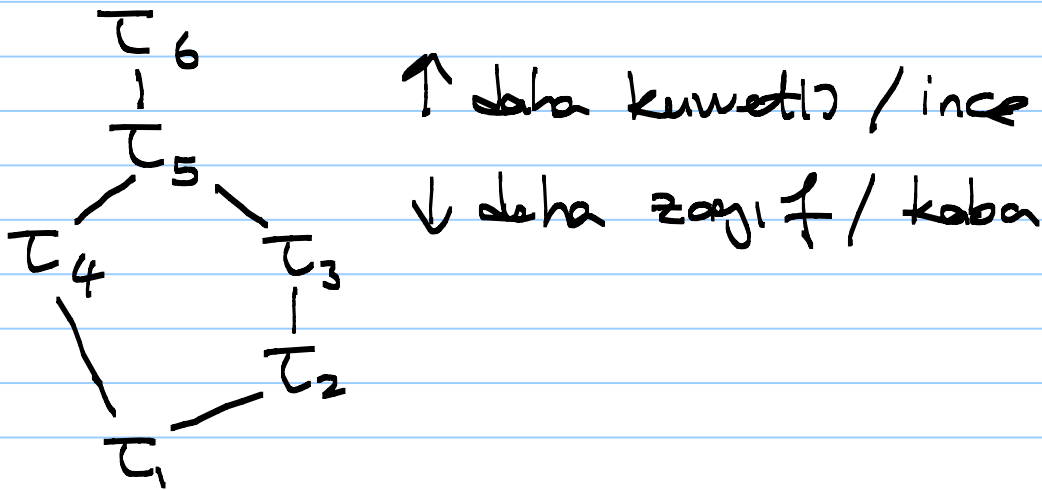 τ₆
↑ daha kuvvetli / ince
τ₅
↓ daha zayıf / kaba
τ₄ τ₃
τ₂
τ₁